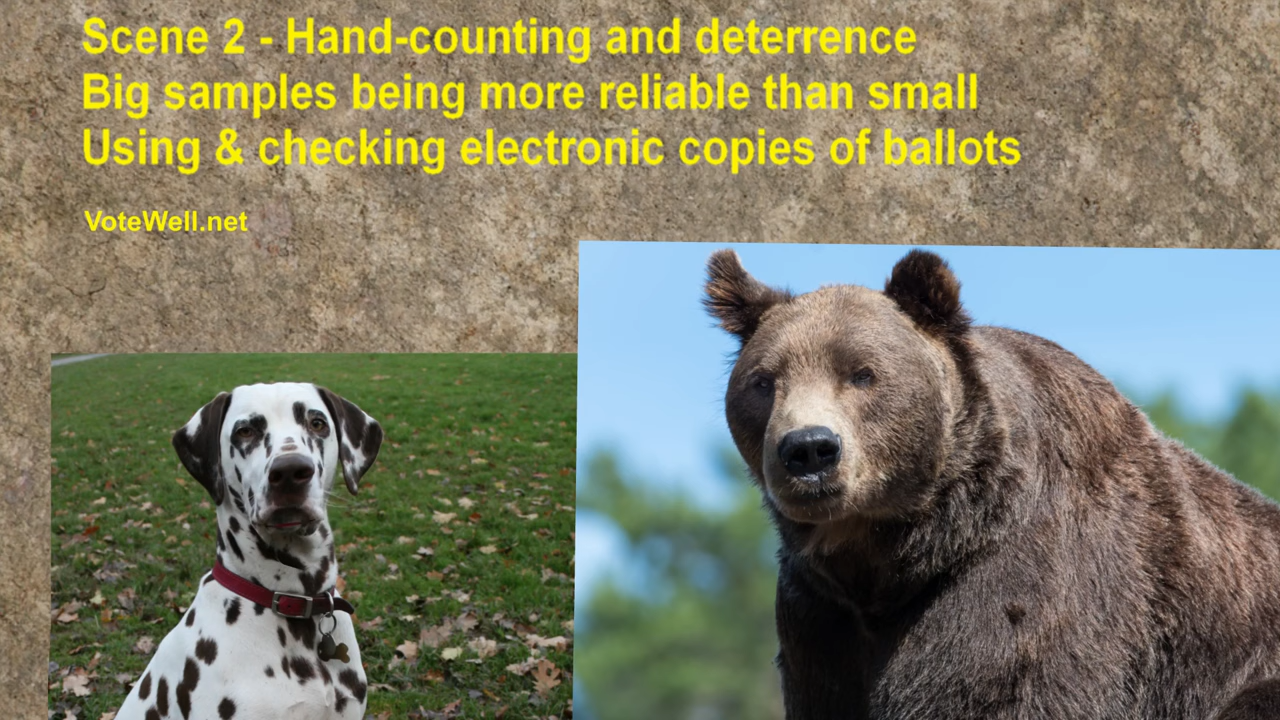 Scene 2 - Hand-counting and deterrence
Big samples being more reliable than small
Using & checking electronic copies of ballots
VoteWell.net